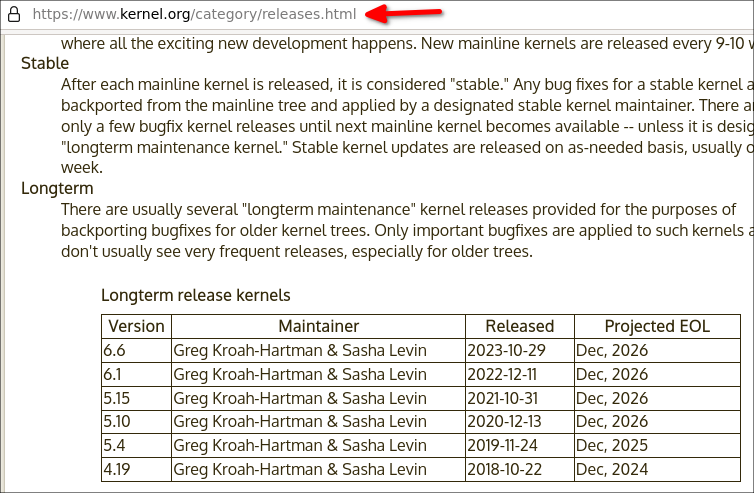 https://www.kernel.org/category/releases.html
where all the exciting new development happens. New mainline kernels are released every 9-10
Stable
After each mainline kernel is released, it is considered "stable." Any bug fixes for a stable kernel
backported from the mainline tree and applied by a designated stable kernel maintainer. There
only a few bugfix kernel releases until next mainline kernel becomes available -- unless it is
"longterm maintenance kernel." Stable kernel updates are released on as-needed basis, usually
week.
Longterm
There are usually several "longterm maintenance" kernel releases provided for the purposes of
backporting bugfixes for older kernel trees. Only important bugfixes are applied to such kernels
don't usually see very frequent releases, especially for older trees.
Longterm release kernels
Version Maintainer Released Projected EOL
6.6 Greg Kroah-Hartman & Sasha Levin 2023-10-29 Dec, 2026
6.1 Greg Kroah-Hartman & Sasha Levin 2022-12-11 Dec, 2026
5.15 Greg Kroah-Hartman & Sasha Levin 2021-10-31 Dec, 2026
5.10 Greg Kroah-Hartman & Sasha Levin 2020-12-13 Dec, 2026
5.4 Greg Kroah-Hartman & Sasha Levin 2019-11-24 Dec, 2025
4.19 Greg Kroah-Hartman & Sasha Levin 2018-10-22 Dec, 2024